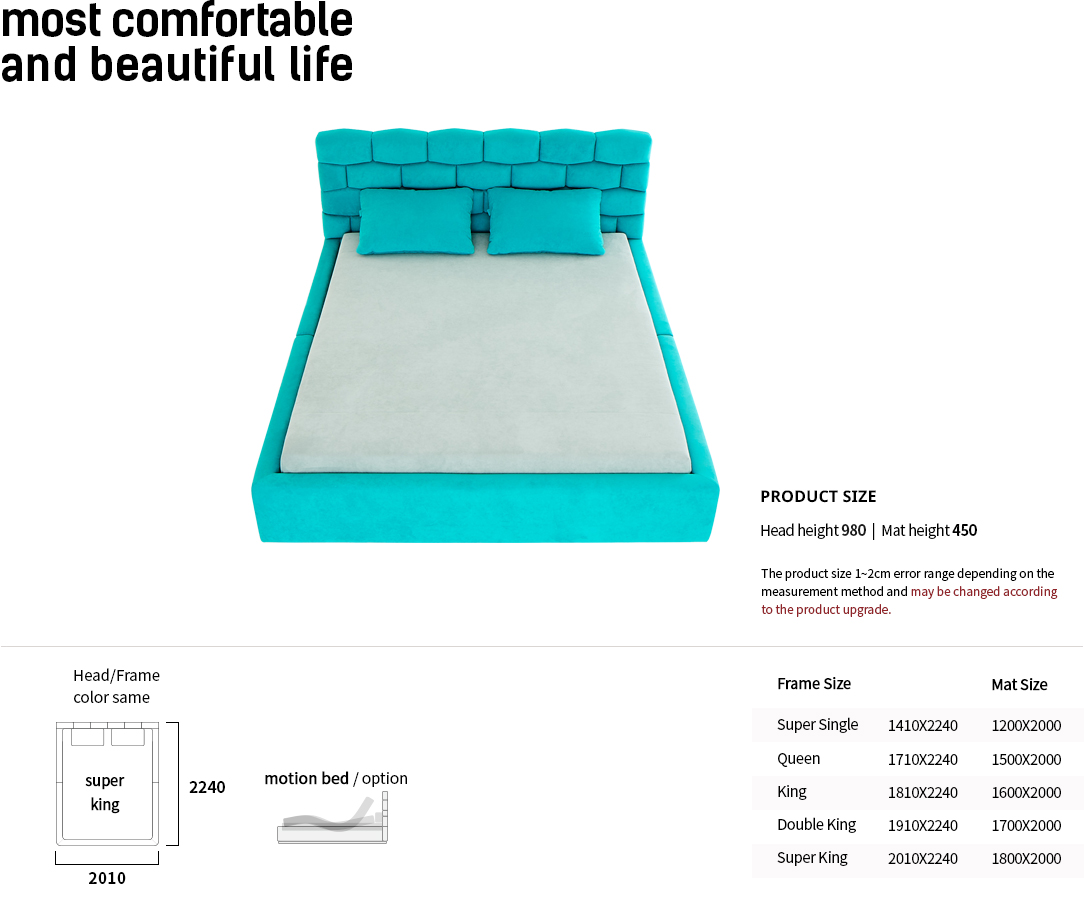 most comfortable
and beautiful life
PRODUCT SIZE
Head height 980 | Mat height 450
The product size 1~2cm error range depending on the
measurement method and may be changed according
to the product upgrade.
Head/Frame
color same
super
king
2240
2010
motion bed / option
Frame Size Mat Size
Super Single 1410X2240 1200X2000
Queen 1710X2240 1500X2000
King 1810X2240 1600X2000
Double King 1910X2240 1700X2000
Super King 2010X2240 1800X2000